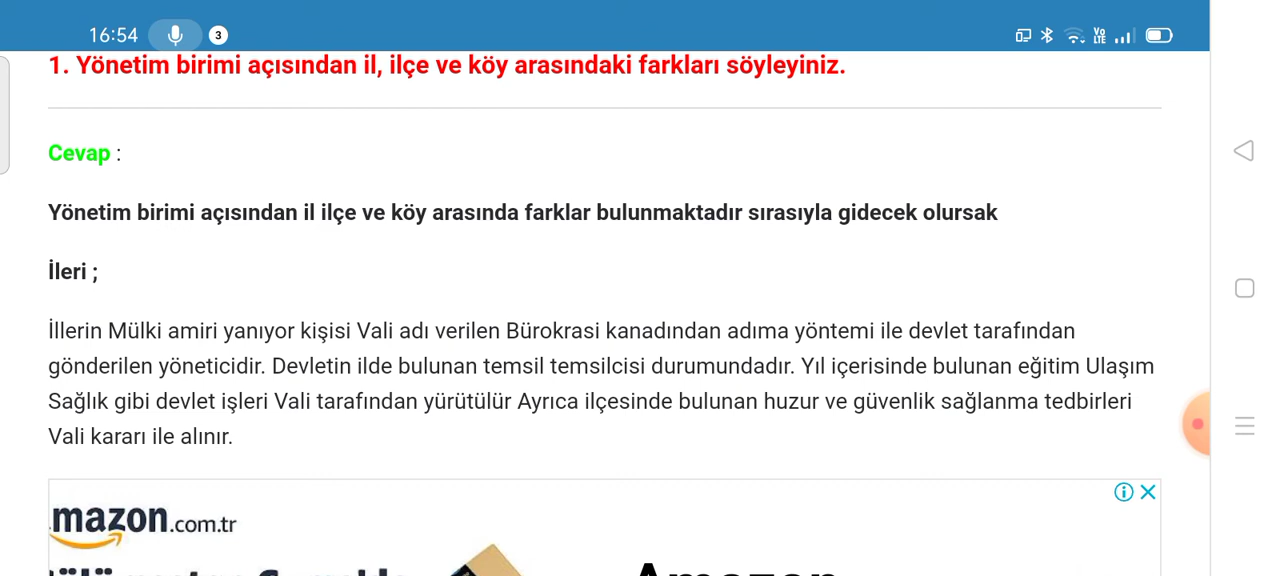 16:54 3
1. Yönetim birimi açısından il, ilçe ve köy arasındaki farkları söyleyiniz.
Cevap :
Yönetim birimi açısından il ilçe ve köy arasında farklar bulunmaktadır sırasıyla gidecek olursak
İleri ;
İllerin Mülki amiri yanıyor kişisi Vali adı verilen Bürokrasi kanadından adıma yöntemi ile devlet tarafından
gönderilen yöneticidir. Devletin ilde bulunan temsil temsilcisi durumundadır. Yıl içerisinde bulunan eğitim Ulaşım
Sağlık gibi devlet işleri Vali tarafından yürütülür Ayrıca ilçesinde bulunan huzur ve güvenlik sağlanma tedbirleri
Vali kararı ile alınır.
mazon.com.tr
Amazon